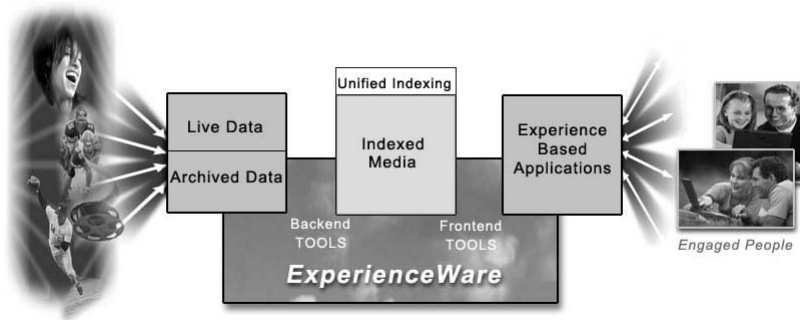 Live Data
Archived Data
Unified Indexing
Indexed
Media
Experience
Based
Applications
Backend
TOOLS
Frontend
TOOLS
ExperienceWare
Engaged People